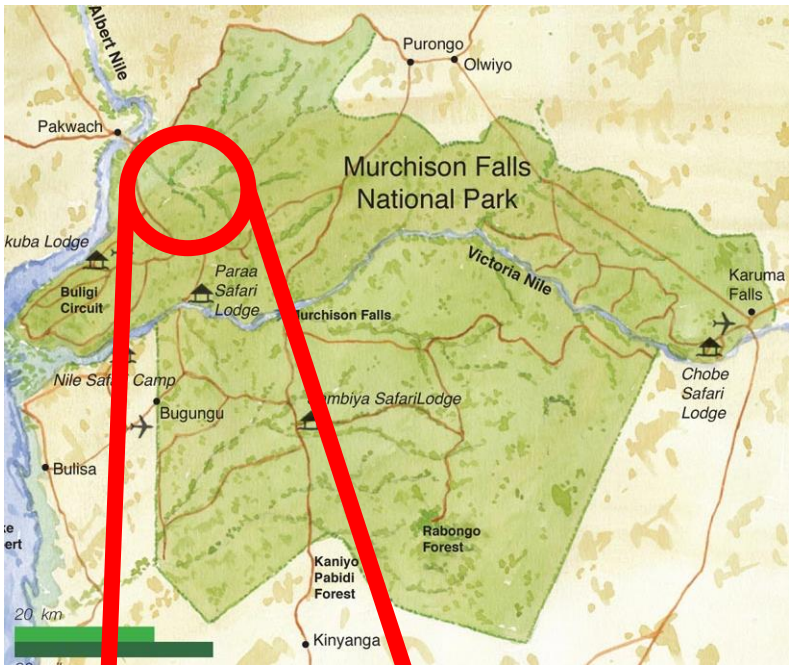 Albert Nile
Purongo
Olwiyo
Pakwach
Murchison Falls
National Park
kuba Lodge
Paraa
Safari
Lodge
Buligi
Circuit
Victoria Nile
Karuma
Falls
urchison Falls
Nile Safari Camp
Chobe
Safari
Lodge
Bugungu
ambiya SafariLodge
Bulisa
Rabongo
Forest
ke
ert
Kaniyo
Pabidi
Forest
20 km
Kinyanga